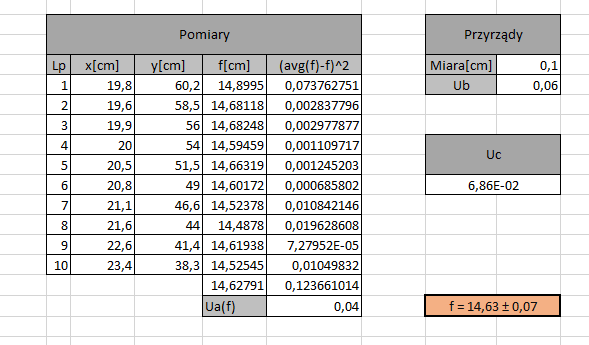 Pomiary
Lp x[cm] y[cm] f[cm] (avg(f)-f)^2
1 19,8 60,2 14,8995 0,073762751
2 19,6 58,5 14,68118 0,002837796
3 19,9 56 14,68248 0,002977877
4 20 54 14,59459 0,001109717
5 20,5 51,5 14,66319 0,001245203
6 20,8 49 14,60172 0,000685802
7 21,1 46,6 14,52378 0,010842146
8 21,6 44 14,4878 0,019628608
9 22,6 41,4 14,61938 7,27952E-05
10 23,4 38,3 14,52545 0,01049832
14,62791 0,123661014
Ua(f) 0,04
Przyrządy
Miara[cm] 0,1
Ub 0,06
Uc
6,86E-02
f = 14,63 ± 0,07